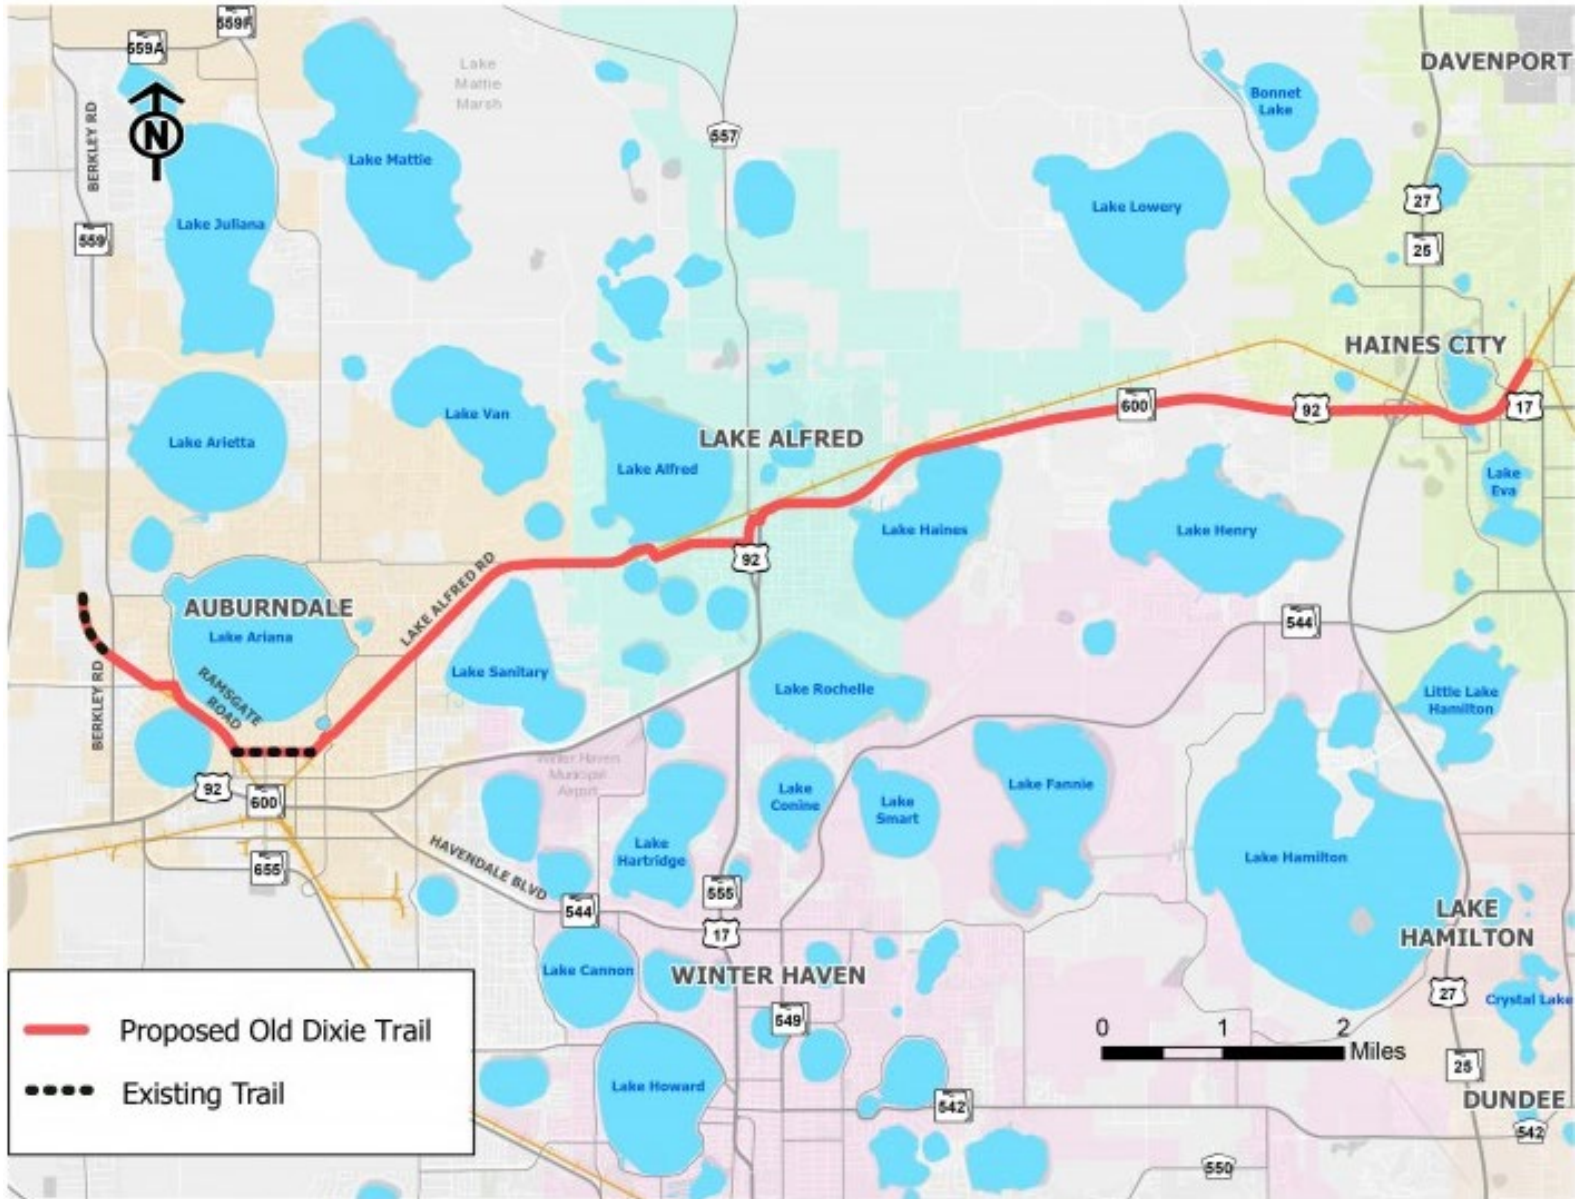 559A
559F
DAVENPORT
Lake
Mattie
Marsh
Bonnet
Lake
BERKLEY RD
N
557
Lake Mattie
27
Lake Juliana
Lake Lowery
559
25
HAINES CITY
Lake Van
600
92
17
Lake Arietta
LAKE ALFRED
Lake Alfred
Lake
Eva
Lake Haines
Lake Henry
92
LAKE ALFRED RD
AUBURNDALE
Lake Ariana
544
Lake Sanitary
Lake Rochelle
Little Lake
Hamilton
BERKLEY RD
RAMSGATE
ROAD
92
600
Winter Haven
Municipal
Airport
Lake
Conine
Lake
Smart
Lake Fannie
655
HAVENDALE BLVD
Lake
Hartridge
Lake Hamilton
544
555
17
LAKE
HAMILTON
Lake Cannon
WINTER HAVEN
27
Crystal Lake
549
0 1 2
Miles
Proposed Old Dixie Trail
Existing Trail
Lake Howard
25
542
DUNDEE
542
550